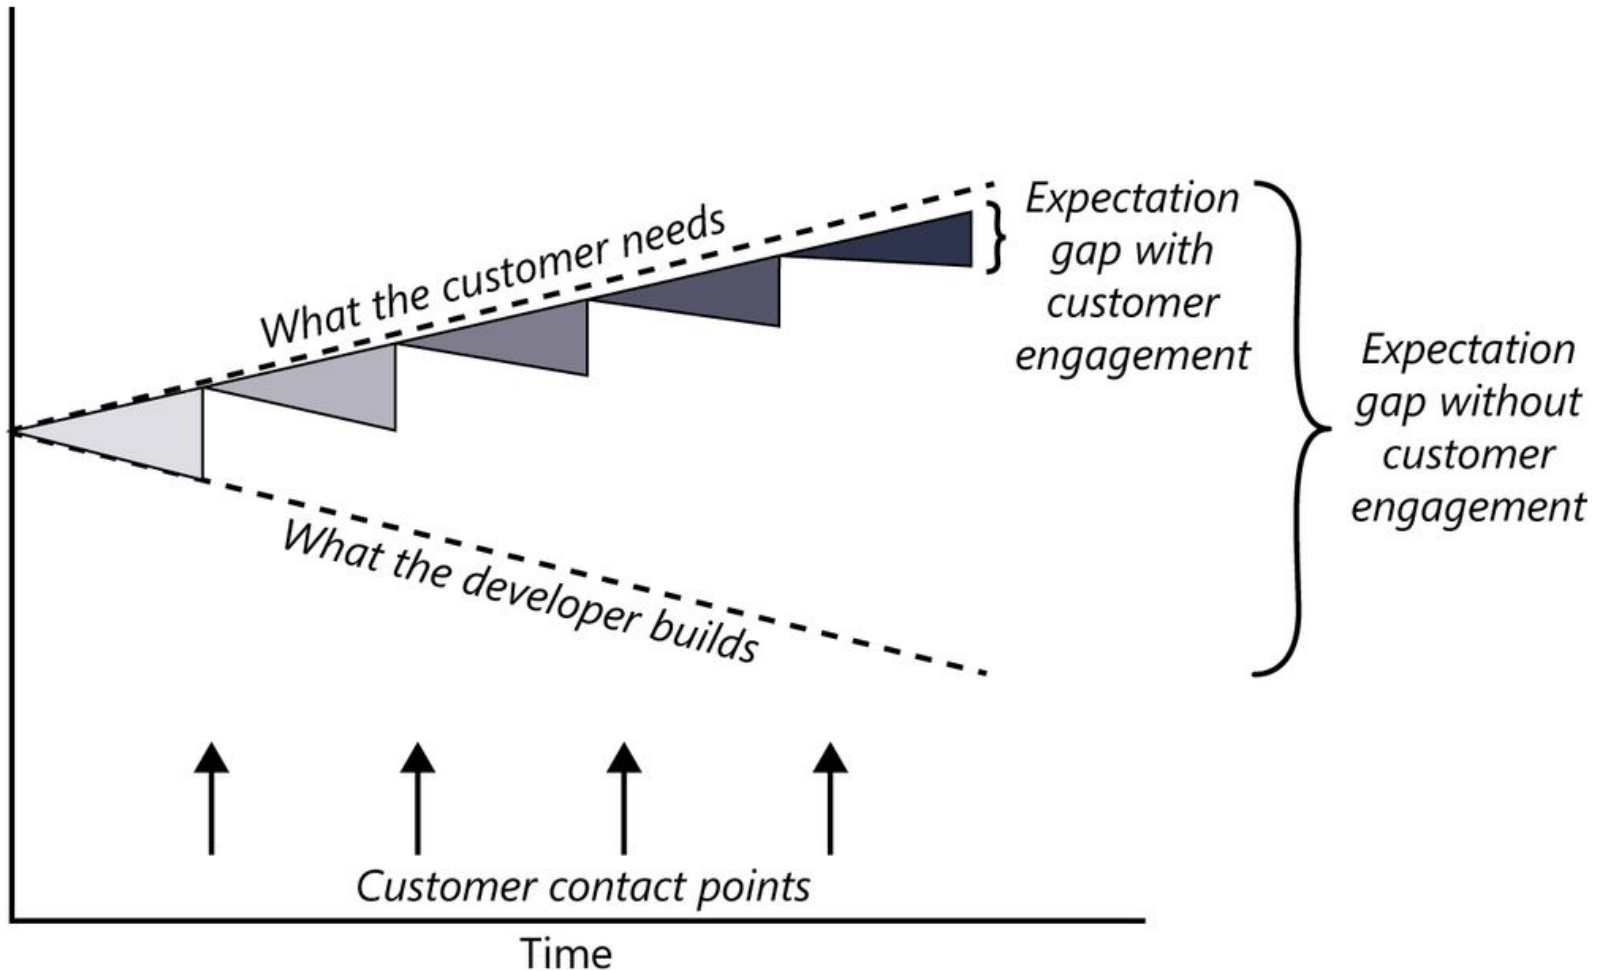 What the customer needs
Expectation
gap with
customer
engagement
Expectation
gap without
customer
engagement
What the developer builds
Customer contact points
Time